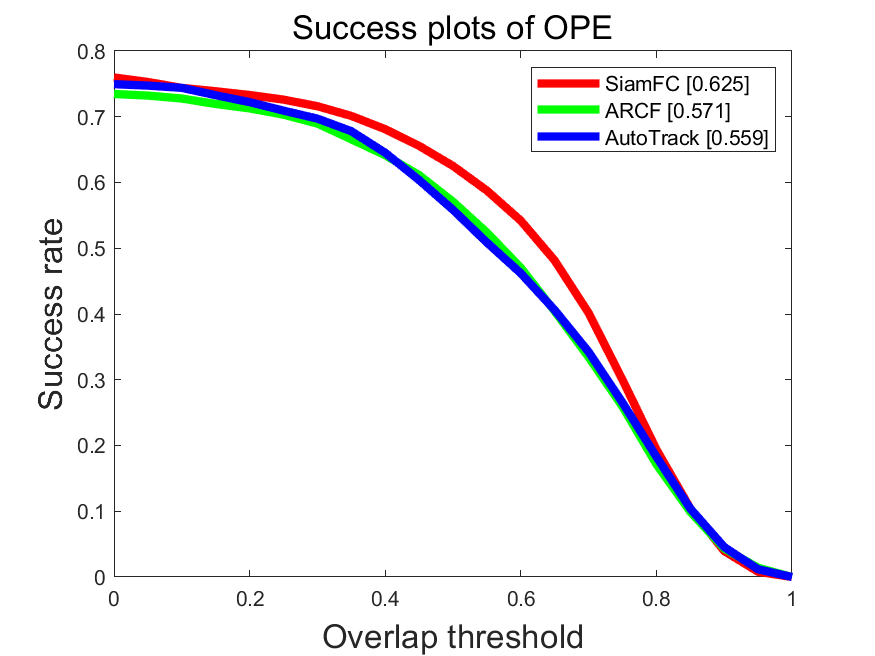 Success plots of OPE
SiamFC [0.625]
ARCF [0.571]
AutoTrack [0.559]
Success rate
0.8
0.7
0.6
0.5
0.4
0.3
0.2
0.1
0
0 0.2 0.4 0.6 0.8 1
Overlap threshold